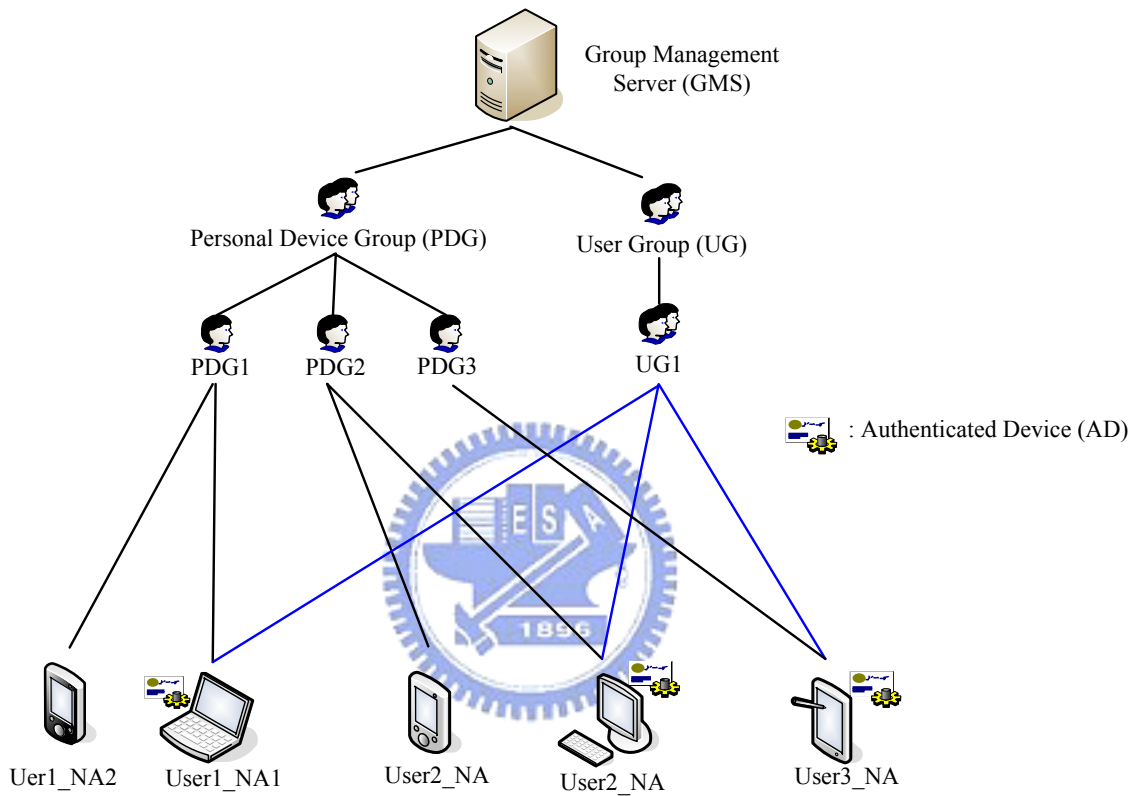 Group Management
Server (GMS)
Personal Device Group (PDG)
User Group (UG)
PDG1
PDG2
PDG3
UG1
: Authenticated Device (AD)
E S A
1896
Uer1_NA2
User1_NA1
User2_NA
User2_NA
User3_NA